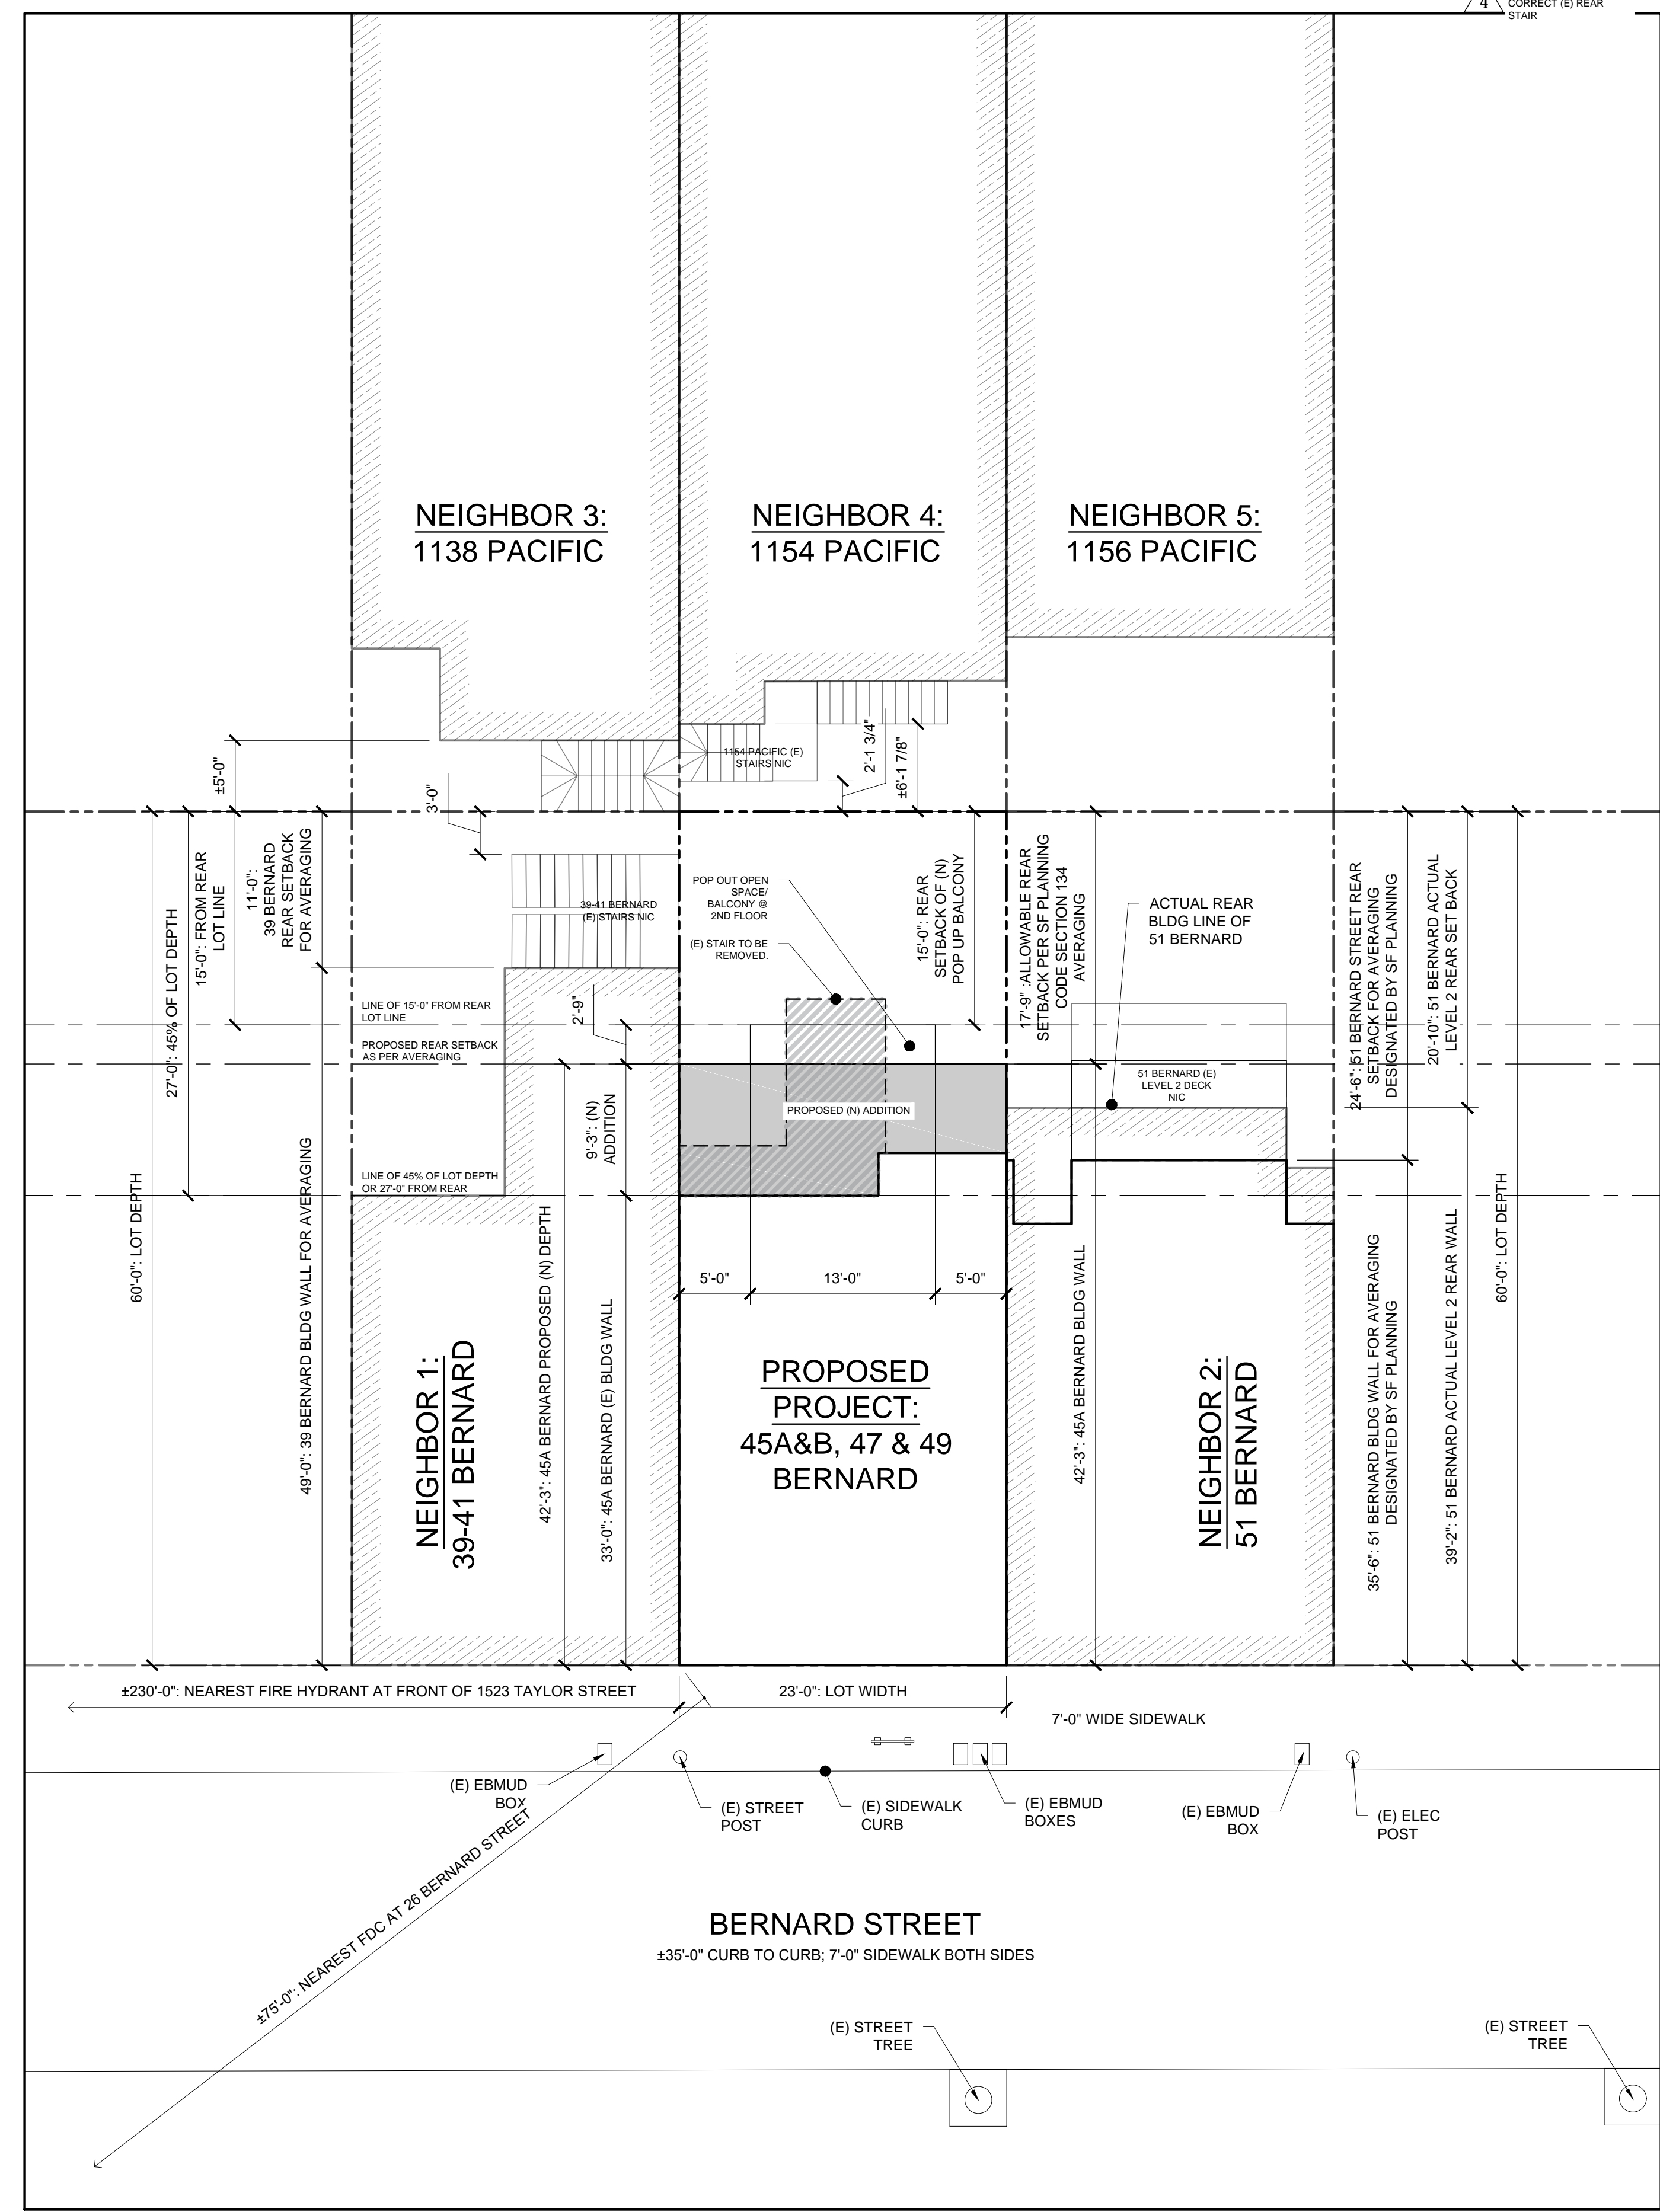 4
CORRECT (E) REAR
STAIR
NEIGHBOR 3:
1138 PACIFIC
NEIGHBOR 4:
1154 PACIFIC
NEIGHBOR 5:
1156 PACIFIC
±5'-0"
3'-0"
1154 PACIFIC (E)
STAIRS NIC
2'-1 3/4"
±6'-1 7/8"
60'-0": LOT DEPTH
27'-0": 45% OF LOT DEPTH
15'-0": FROM REAR
LOT LINE
11'-0":
39 BERNARD
REAR SETBACK
FOR AVERAGING
39-41 BERNARD
(E) STAIRS NIC
POP OUT OPEN
SPACE/
BALCONY @
2ND FLOOR
(E) STAIR TO BE
REMOVED.
15'-0": REAR
SETBACK OF (N)
POP UP BALCONY
17'-9" :ALLOWABLE REAR
SETBACK PER SF PLANNING
CODE SECTION 134
AVERAGING
ACTUAL REAR
BLDG LINE OF
51 BERNARD
24'-6": 51 BERNARD STREET REAR
SETBACK FOR AVERAGING
DESIGNATED BY SF PLANNING
20'-10": 51 BERNARD ACTUAL
LEVEL 2 REAR SET BACK
LINE OF 15'-0" FROM REAR
LOT LINE
PROPOSED REAR SETBACK
AS PER AVERAGING
2'-9"
9'-3": (N)
ADDITION
PROPOSED (N) ADDITION
51 BERNARD (E)
LEVEL 2 DECK
NIC
LINE OF 45% OF LOT DEPTH
OR 27'-0" FROM REAR
49'-0": 39 BERNARD BLDG WALL FOR AVERAGING
NEIGHBOR 1:
39-41 BERNARD
42'-3": 45A BERNARD PROPOSED (N) DEPTH
33'-0": 45A BERNARD (E) BLDG WALL
5'-0"
13'-0"
5'-0"
PROPOSED
PROJECT:
45A&B, 47 & 49
BERNARD
42'-3": 45A BERNARD BLDG WALL
NEIGHBOR 2:
51 BERNARD
35'-6": 51 BERNARD BLDG WALL FOR AVERAGING
DESIGNATED BY SF PLANNING
39'-2": 51 BERNARD ACTUAL LEVEL 2 REAR WALL
60'-0": LOT DEPTH
±230'-0": NEAREST FIRE HYDRANT AT FRONT OF 1523 TAYLOR STREET
23'-0": LOT WIDTH
7'-0" WIDE SIDEWALK
(E) EBMUD
BOX
(E) STREET
POST
(E) SIDEWALK
CURB
(E) EBMUD
BOXES
(E) EBMUD
BOX
(E) ELEC
POST
±75'-0": NEAREST FDC AT 26 BERNARD STREET
BERNARD STREET
±35'-0" CURB TO CURB; 7'-0" SIDEWALK BOTH SIDES
(E) STREET
TREE
(E) STREET
TREE